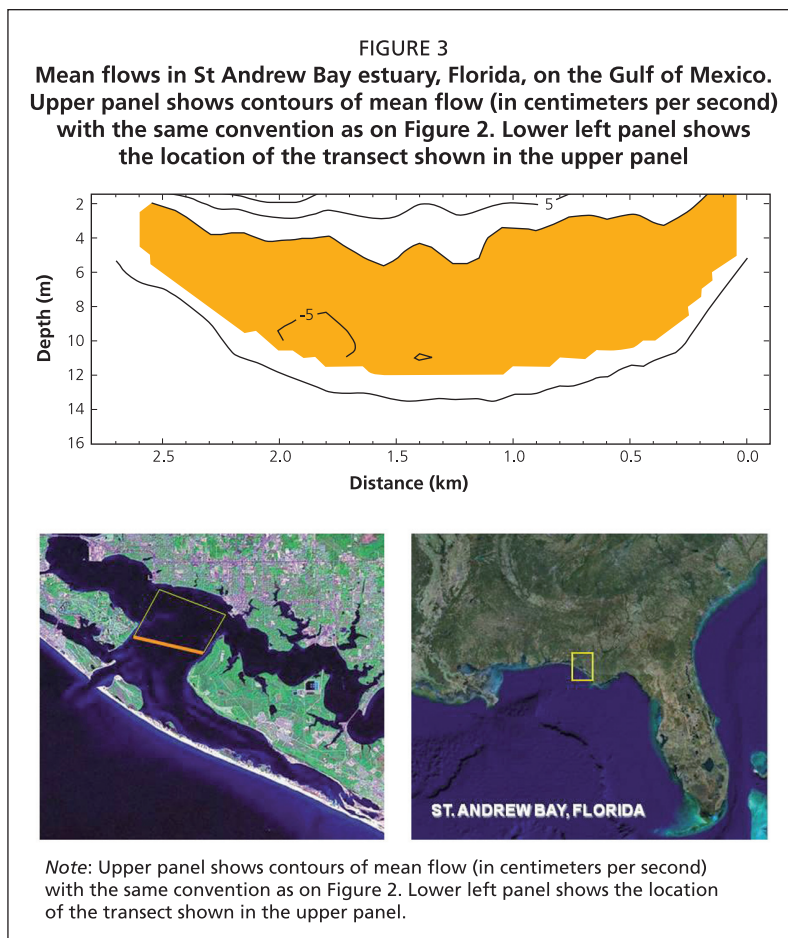 FIGURE 3
Mean flows in St Andrew Bay estuary, Florida, on the Gulf of Mexico.
Upper panel shows contours of mean flow (in centimeters per second)
with the same convention as on Figure 2. Lower left panel shows
the location of the transect shown in the upper panel
2
4
6
8
10
12
14
16
Depth (m)
5
-5
2.5 2.0 1.5 1.0 0.5 0.0
Distance (km)
ST. ANDREW BAY, FLORIDA
Note: Upper panel shows contours of mean flow (in centimeters per second)
with the same convention as on Figure 2. Lower left panel shows the location
of the transect shown in the upper panel.